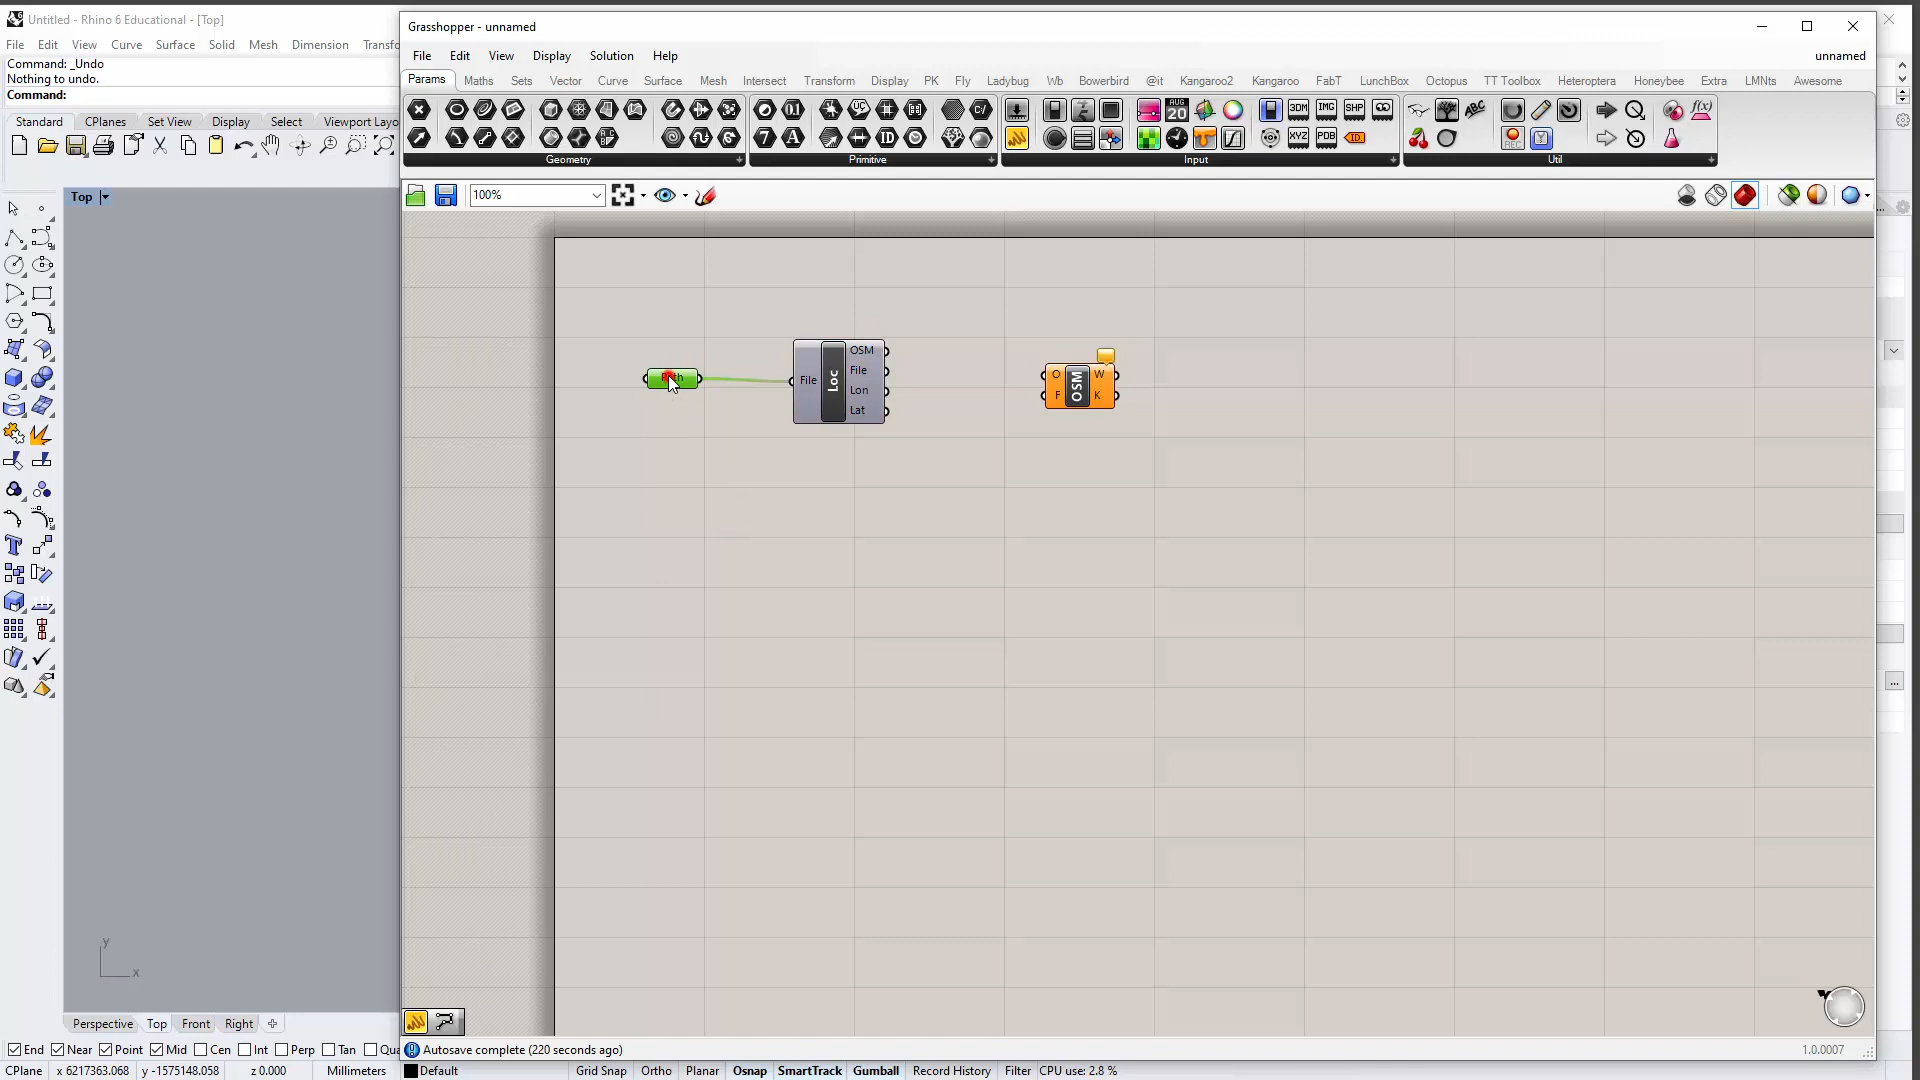 Untitled - Rhino 6 Educational - [Top]
File Edit View Curve Surface Solid Mesh Dimension Transfo
Command: _Undo
Nothing to undo.
Command:
Standard CPlanes Set View Display Select Viewport Layo
Top
Grasshopper - unnamed
File Edit View Display Solution Help
unnamed
Params Maths Sets Vector Curve Surface Mesh Intersect Transform Display PK Fly Ladybug Wb Bowerbird @it Kangaroo2 Kangaroo FabT LunchBox Octopus TT Toolbox Heteroptera Honeybee Extra LMNts Awesome
Geometry Primitive Input Util
100%
File Loc OSM File Lon Lat
O F OSM W K
y
x
Perspective Top Front Right
End Near Point Mid Cen Int Perp Tan Qua
Autosave complete (220 seconds ago)
1.0.0007
CPlane x 6217363.068 y -1575148.058 z 0.000 Millimeters Default Grid Snap Ortho Planar Osnap SmartTrack Gumball Record History Filter CPU use: 2.8 %